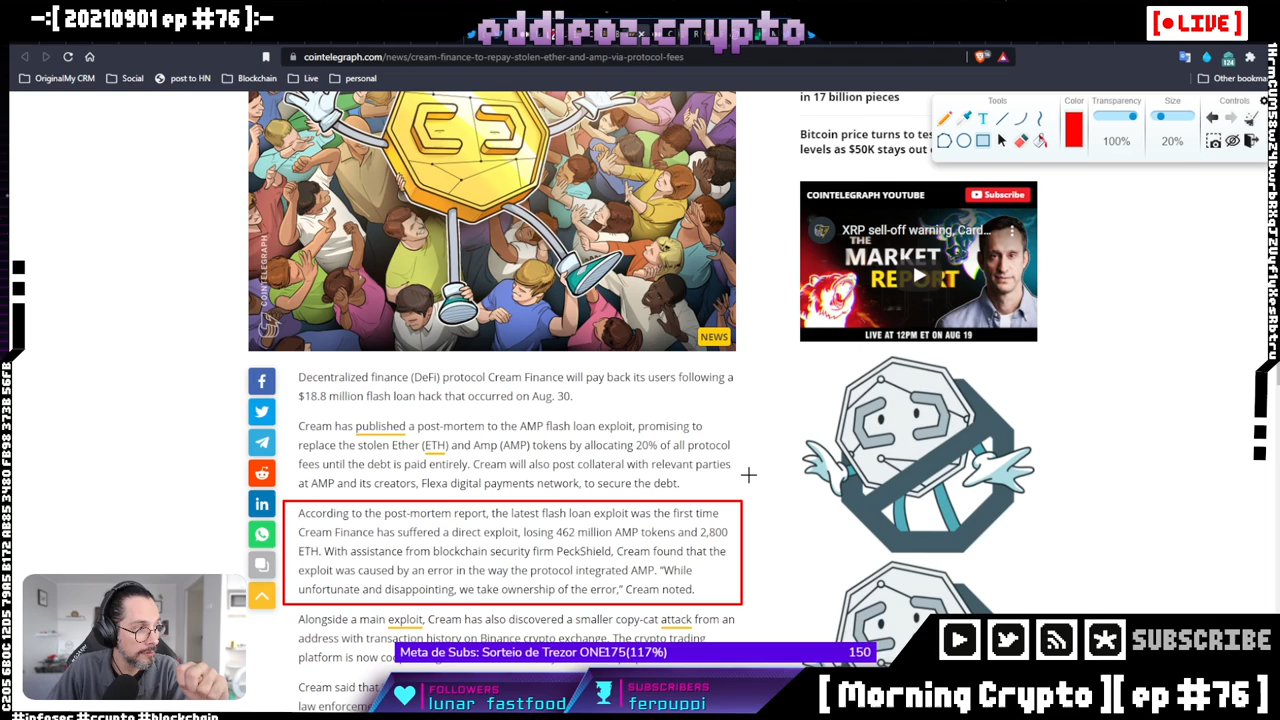 -:[ 20210901 ep #76 ]:-
eddieoz.crypto
[● LIVE]
cointelegraph.com/news/cream-finance-to-repay-stolen-ether-and-amp-via-protocol-fees
124
OriginalMy CRM
Social
post to HN
Blockchain
Live
personal
Other bookma
in 17 billion pieces
Bitcoin price turns to tes
levels as $50K stays out
Tools
Color
Transparency
Size
Controls
100%
20%
COINTELEGRAPH
NEWS
COINTELEGRAPH YOUTUBE
Subscribe
XRP sell-off warning, Card…
THE
MARKET
REPORT
LIVE AT 12PM ET ON AUG 19
Decentralized finance (DeFi) protocol Cream Finance will pay back its users following a
$18.8 million flash loan hack that occurred on Aug. 30.
Cream has published a post-mortem to the AMP flash loan exploit, promising to
replace the stolen Ether (ETH) and Amp (AMP) tokens by allocating 20% of all protocol
fees until the debt is paid entirely. Cream will also post collateral with relevant parties
at AMP and its creators, Flexa digital payments network, to secure the debt.
According to the post-mortem report, the latest flash loan exploit was the first time
Cream Finance has suffered a direct exploit, losing 462 million AMP tokens and 2,800
ETH. With assistance from blockchain security firm PeckShield, Cream found that the
exploit was caused by an error in the way the protocol integrated AMP. “While
unfortunate and disappointing, we take ownership of the error,” Cream noted.
Alongside a main exploit, Cream has also discovered a smaller copy-cat attack from an
address with transaction history on Binance crypto exchange. The crypto trading
platform is now
Cream said that
law enforceme
Meta de Subs: Sorteio de Trezor ONE175(117%)
150
FOLLOWERS
lunar_fastfood
SUBSCRIBERS
ferpuppi
SUBSCRIBE
[ Morning Crypto ][ ep #76 ]
#infosec #crypto #blockchain